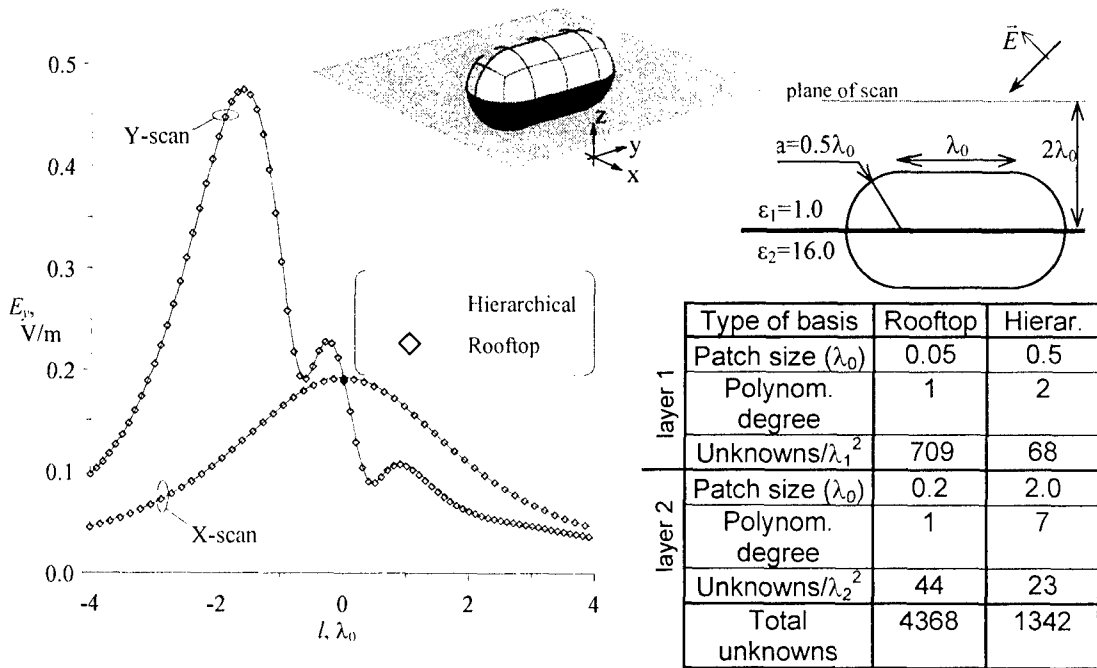 0.5
0.4
0.3
E_y,
V/m
0.2
0.1
0.0
-4
-2
0
2
4
l, λ₀
Y-scan
X-scan
Hierarchical
Rooftop
z
y
x
E
plane of scan
a=0.5λ₀
λ₀
2λ₀
ε₁=1.0
ε₂=16.0
Type of basis Rooftop Hierar.
layer 1
Patch size (λ₀) 0.05 0.5
Polynom. degree 1 2
Unknowns/λ₁² 709 68
layer 2
Patch size (λ₀) 0.2 2.0
Polynom. degree 1 7
Unknowns/λ₂² 44 23
Total unknowns 4368 1342